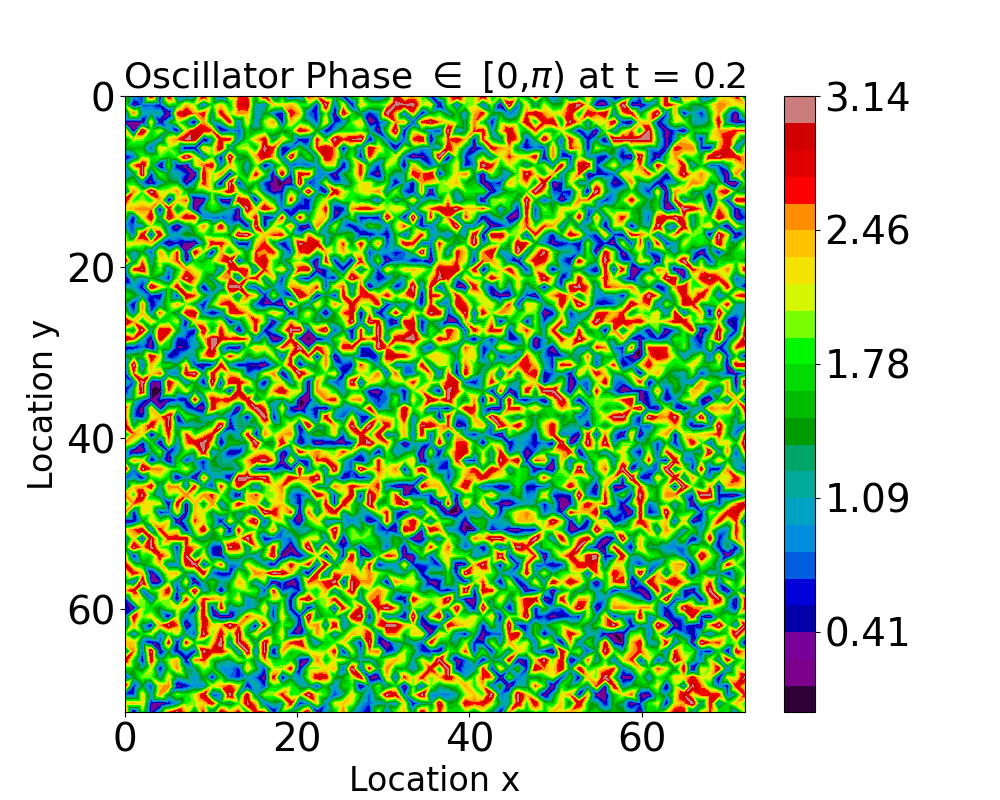 Oscillator Phase ∈ [0,π) at t = 0.2
0
20
40
60
Location y
0 20 40 60
Location x
3.14
2.46
1.78
1.09
0.41